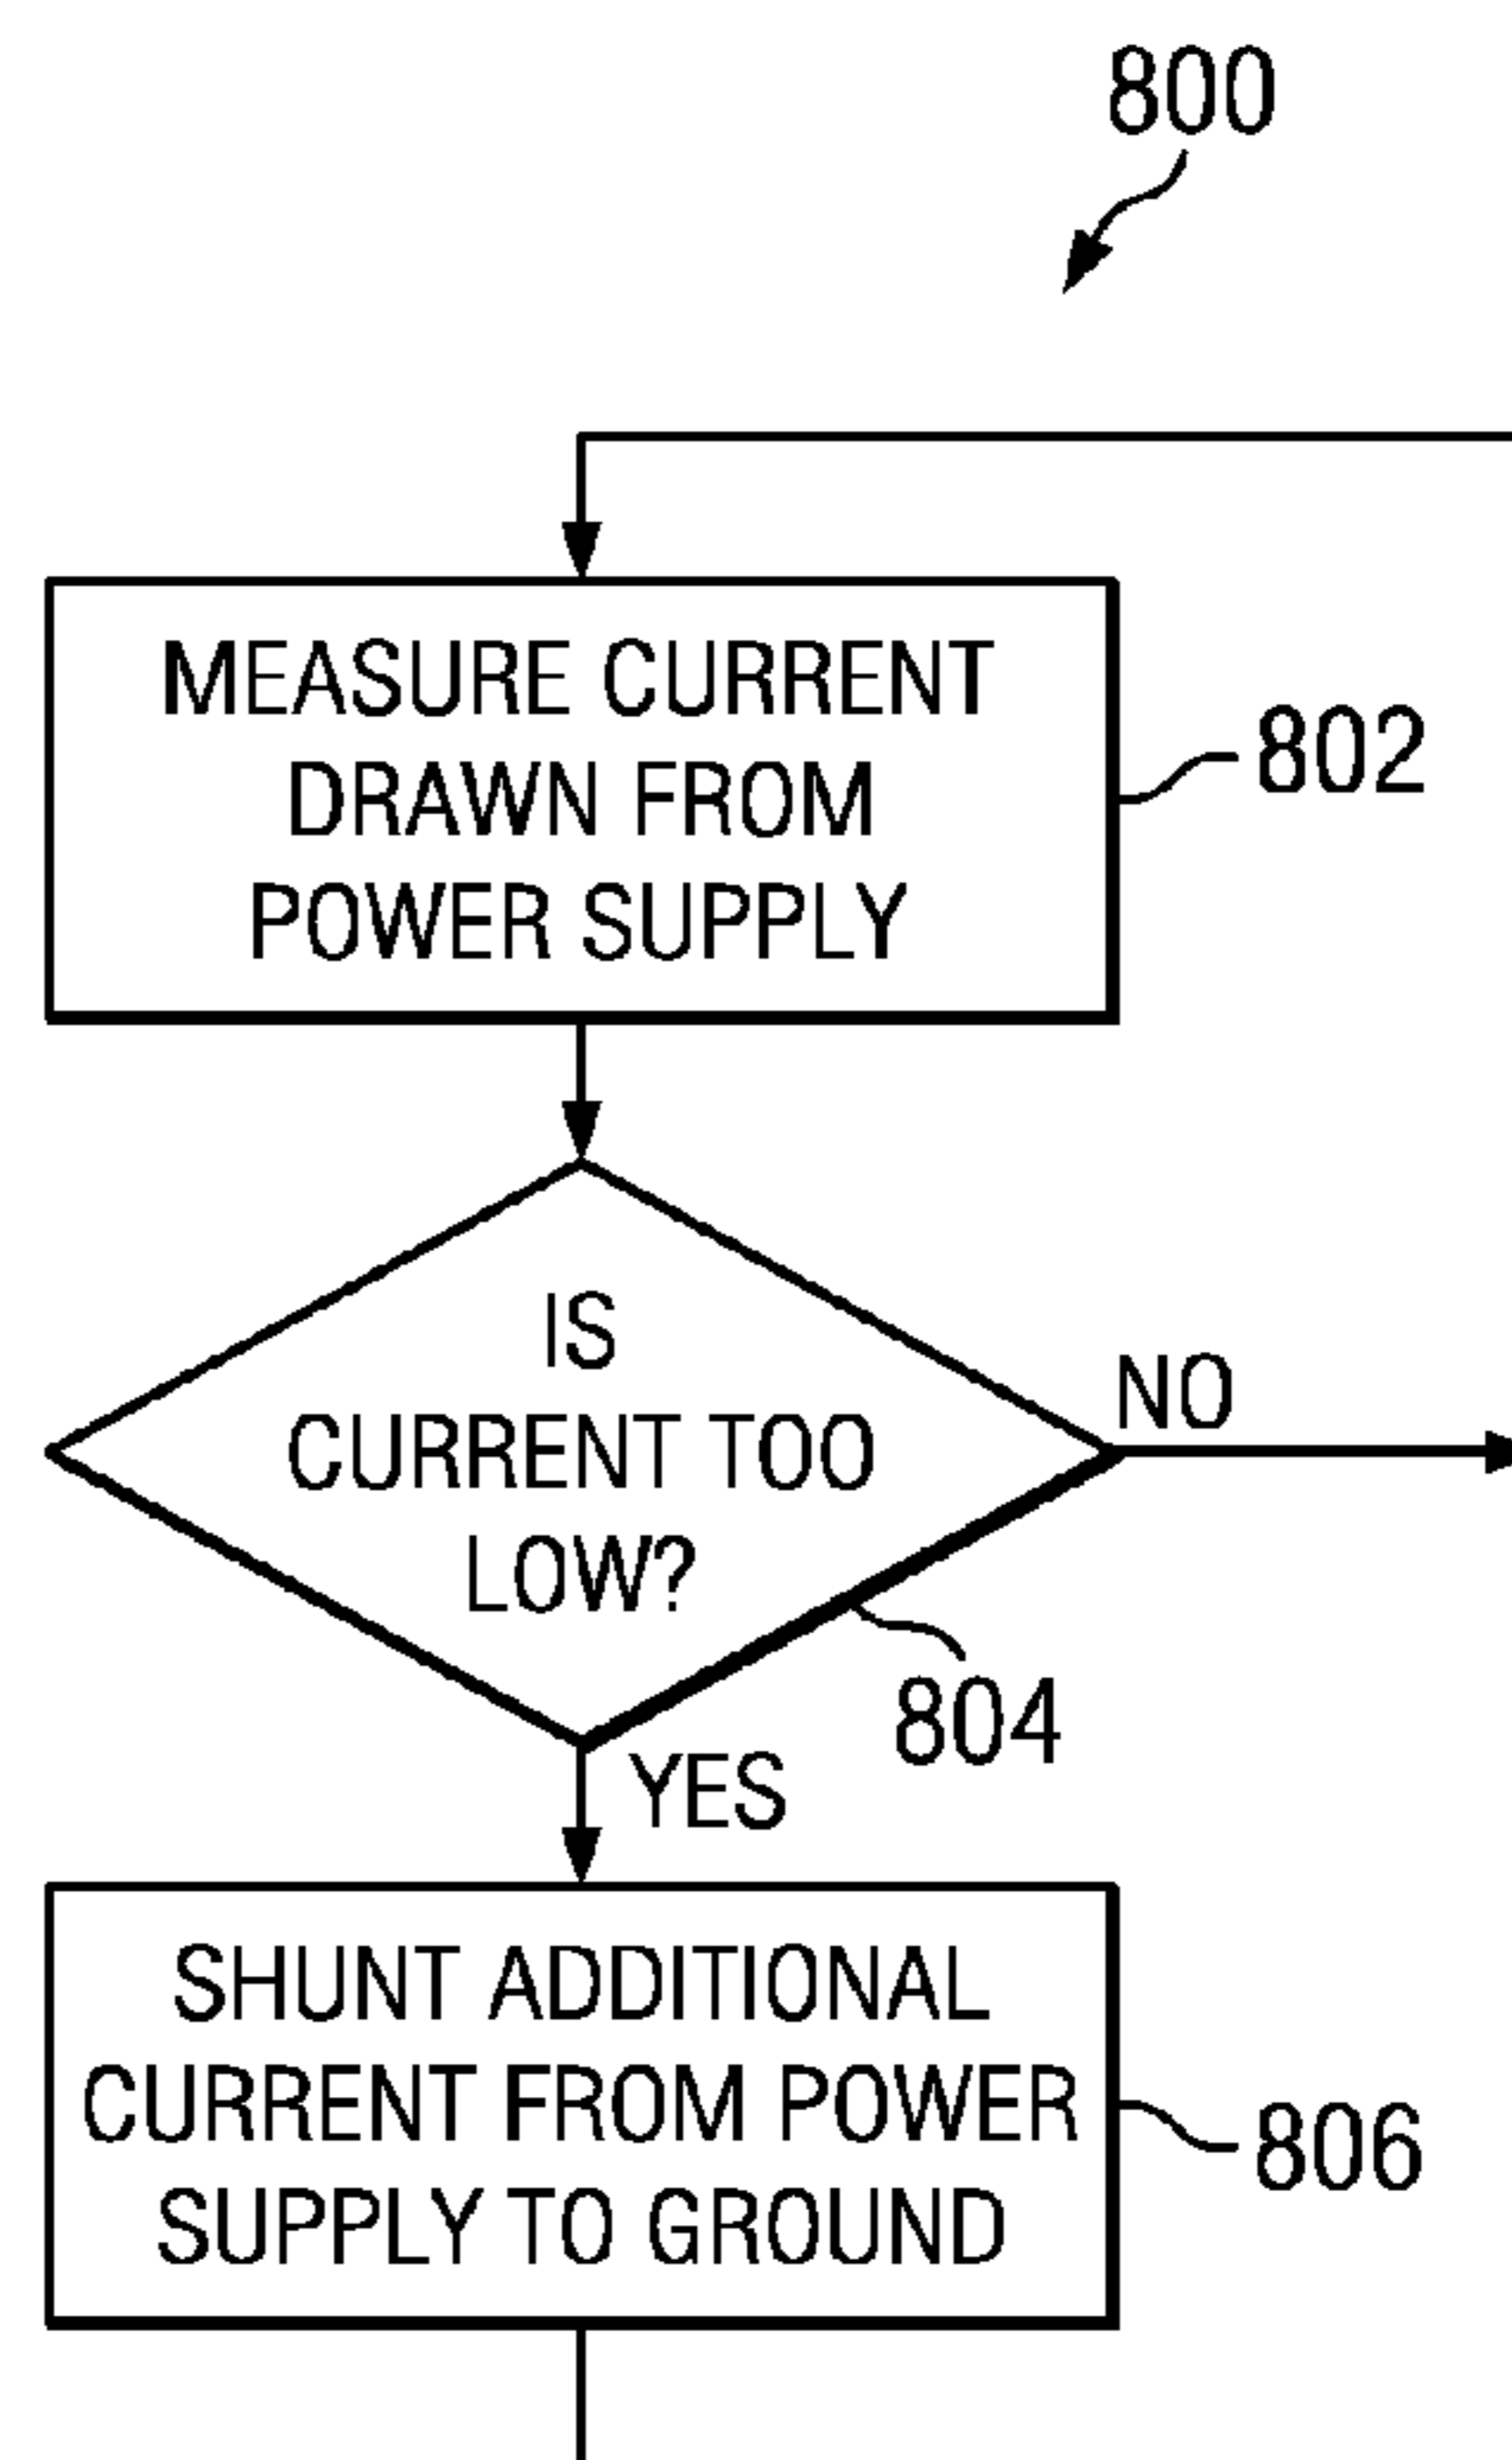 800
MEASURE CURRENT
DRAWN FROM
POWER SUPPLY
802
IS
CURRENT TOO
LOW?
NO
804
YES
SHUNT ADDITIONAL
CURRENT FROM POWER
SUPPLY TO GROUND
806